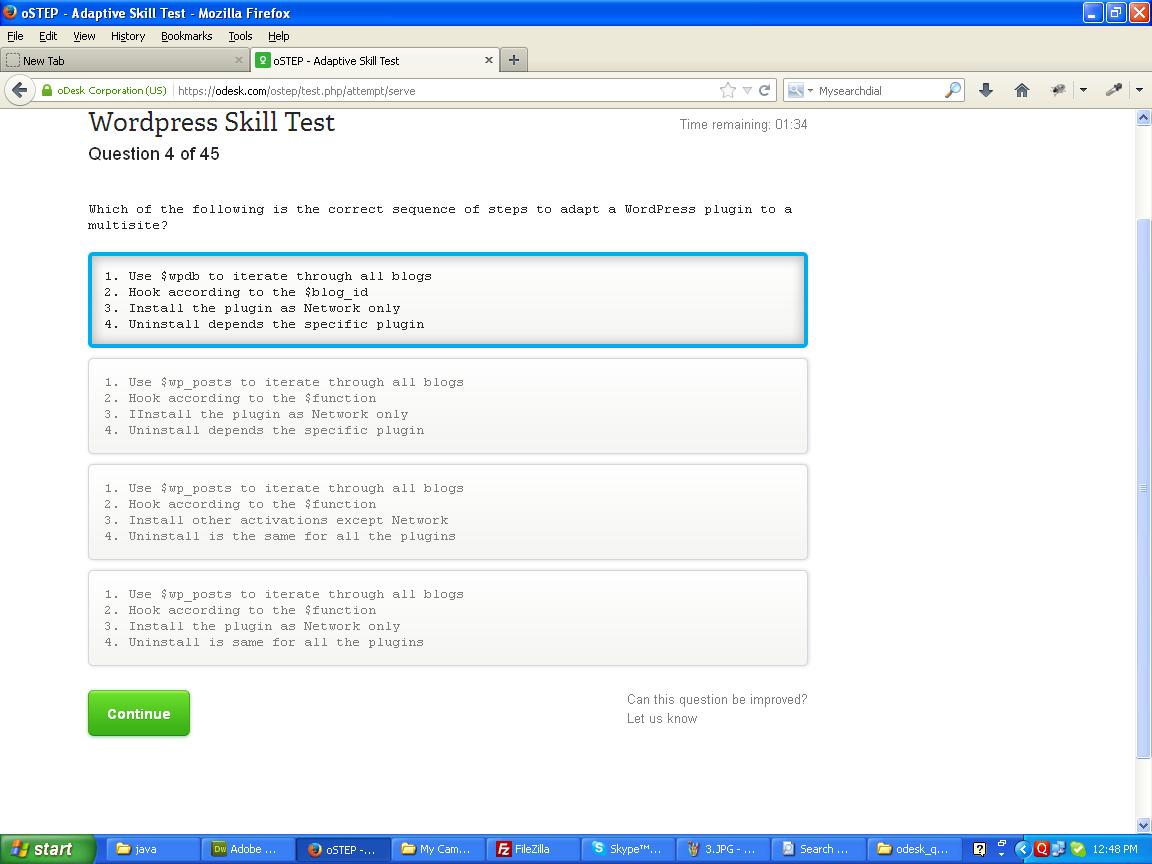 oSTEP - Adaptive Skill Test - Mozilla Firefox
File Edit View History Bookmarks Tools Help
New Tab
oSTEP - Adaptive Skill Test
oDesk Corporation (US)
https://odesk.com/ostep/test.php/attempt/serve
Mysearchdial
Wordpress Skill Test
Time remaining: 01:34
Question 4 of 45
Which of the following is the correct sequence of steps to adapt a WordPress plugin to a
multisite?
1. Use $wpdb to iterate through all blogs
2. Hook according to the $blog_id
3. Install the plugin as Network only
4. Uninstall depends the specific plugin
1. Use $wp_posts to iterate through all blogs
2. Hook according to the $function
3. IInstall the plugin as Network only
4. Uninstall depends the specific plugin
1. Use $wp_posts to iterate through all blogs
2. Hook according to the $function
3. Install other activations except Network
4. Uninstall is the same for all the plugins
1. Use $wp_posts to iterate through all blogs
2. Hook according to the $function
3. Install the plugin as Network only
4. Uninstall is same for all the plugins
Continue
Can this question be improved?
Let us know
start java Dw Adobe ... oSTEP -... My Cam... Fz FileZilla S Skype™... 3.JPG - ... Search ... odesk_q... ? Q 12:48 PM